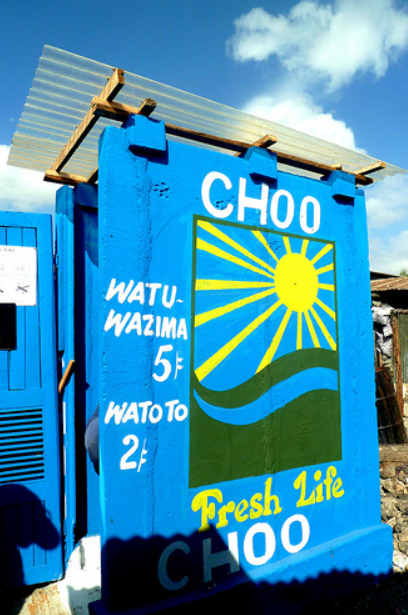 CHOO
WATU-
WAZIMA
5/=
WATOTO
2/=
Fresh Life
CHOO